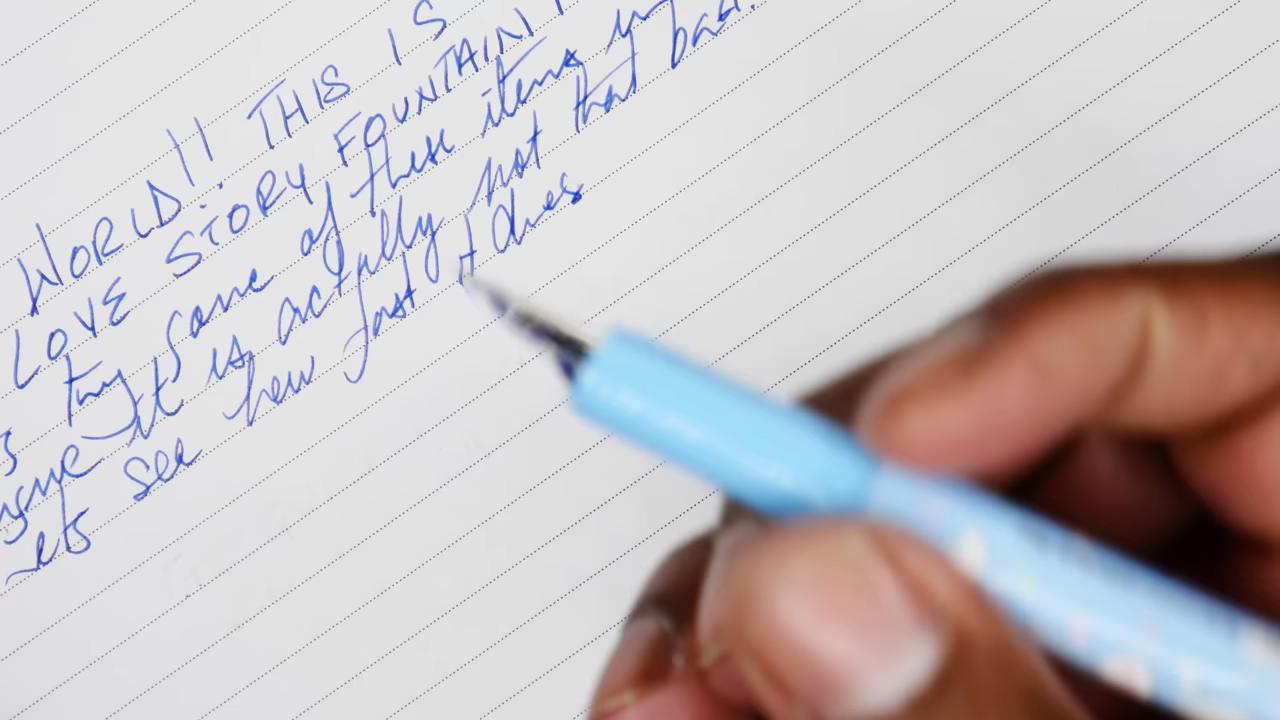 WORLD!! THIS IS
LOVE STORY FOUNTAIN
try some of these items
it is actually not that bad.
ets see how fast it dries